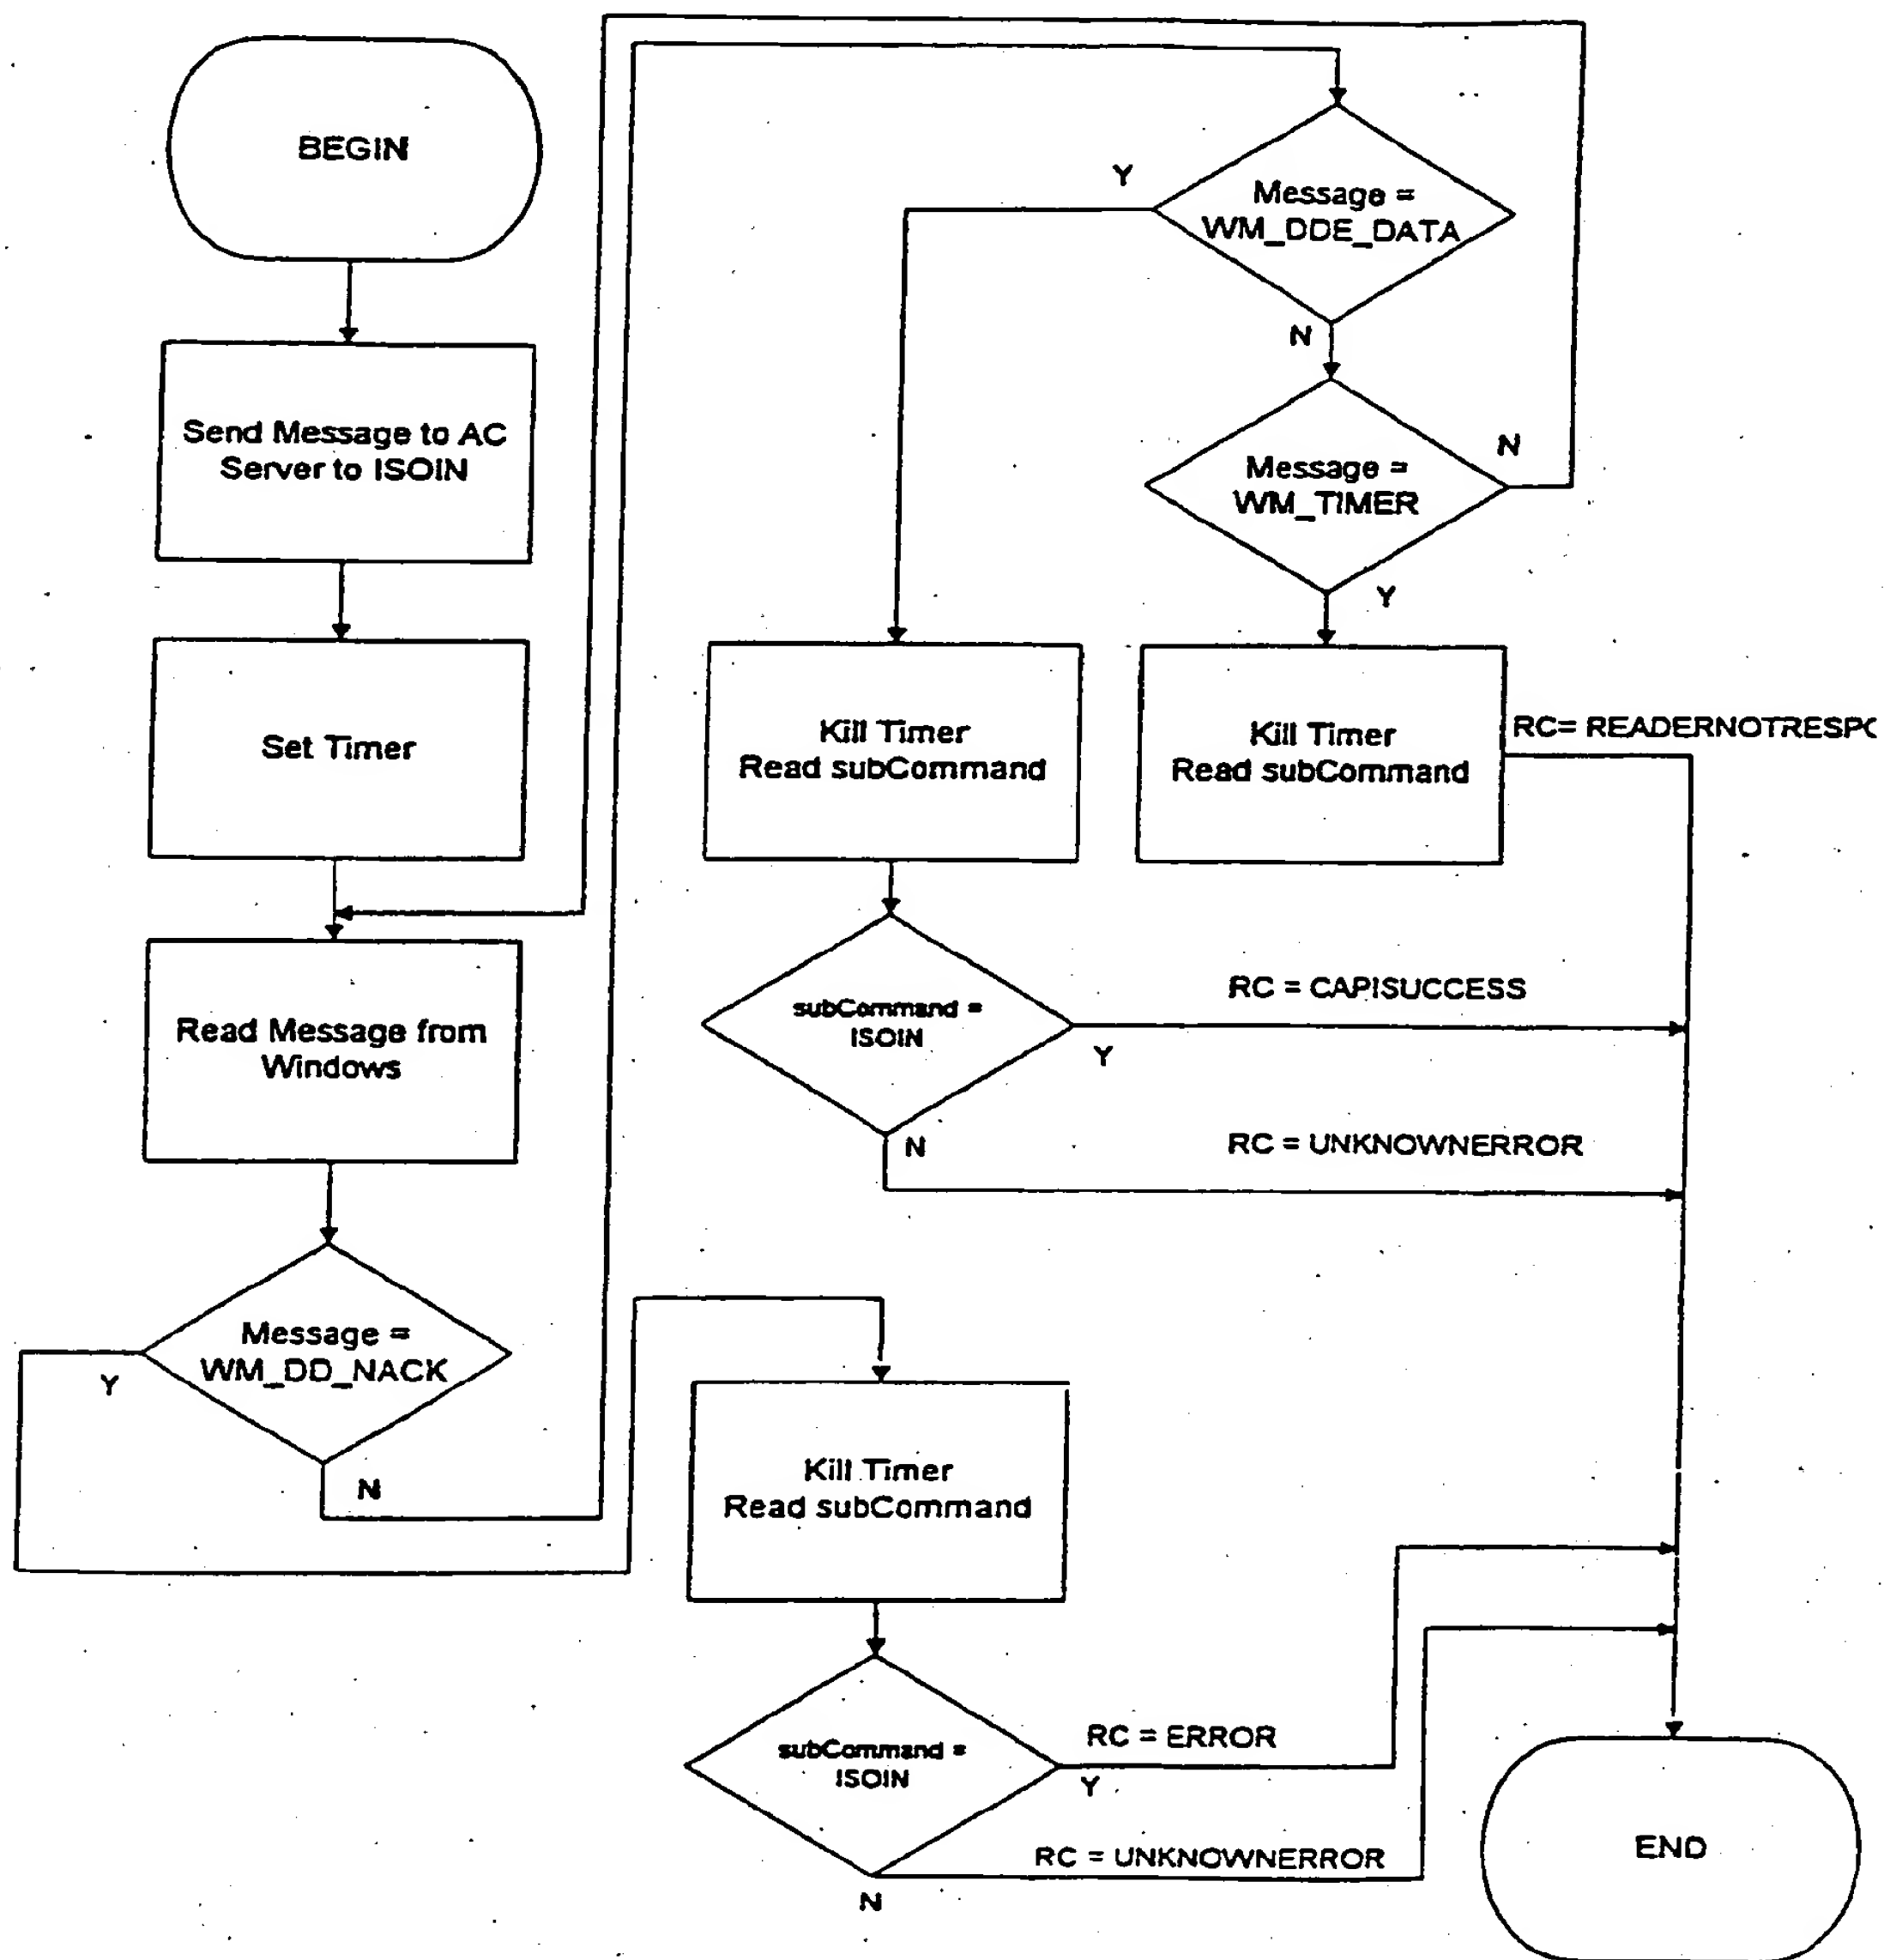 BEGIN
Send Message to AC
Server to ISOIN
Set Timer
Read Message from
Windows
Message =
WM_DD_NACK
Y
N
Message =
WM_DDE_DATA
Y
N
Message =
WM_TIMER
N
Y
Kill Timer
Read subCommand
Kill Timer
Read subCommand
RC= READERNOTRESPO
subCommand =
ISOIN
RC = CAPISUCCESS
Y
N
RC = UNKNOWNERROR
Kill Timer
Read subCommand
subCommand =
ISOIN
RC = ERROR
Y
RC = UNKNOWNERROR
N
END